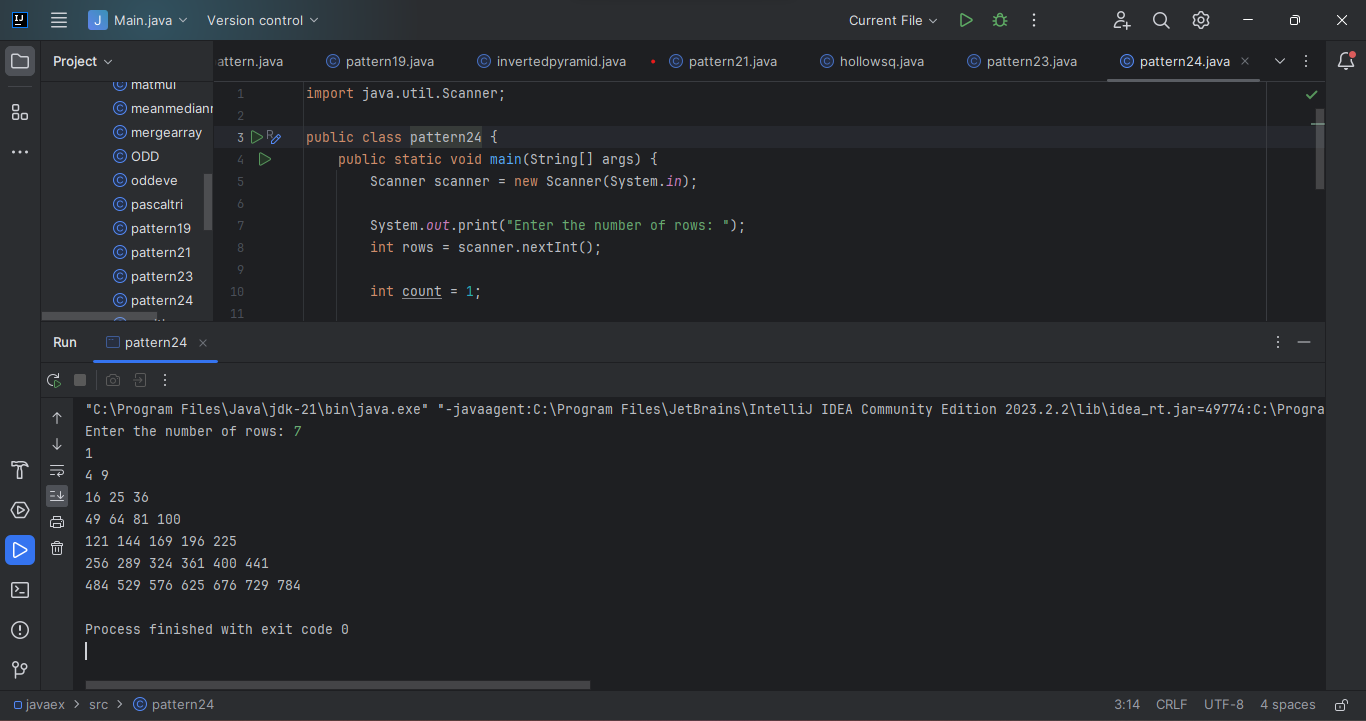 Main.java Version control Current File
Project
attern.java pattern19.java invertedpyramid.java pattern21.java hollowsq.java pattern23.java pattern24.java
matmul
meanmedianr
mergearray
ODD
oddeve
pascaltri
pattern19
pattern21
pattern23
pattern24
1 import java.util.Scanner;
2
3 public class pattern24 {
4 public static void main(String[] args) {
5 Scanner scanner = new Scanner(System.in);
6
7 System.out.print("Enter the number of rows: ");
8 int rows = scanner.nextInt();
9
10 int count = 1;
11
Run pattern24
"C:\Program Files\Java\jdk-21\bin\java.exe" "-javaagent:C:\Program Files\JetBrains\IntelliJ IDEA Community Edition 2023.2.2\lib\idea_rt.jar=49774:C:\Progra
Enter the number of rows: 7
1
4 9
16 25 36
49 64 81 100
121 144 169 196 225
256 289 324 361 400 441
484 529 576 625 676 729 784
Process finished with exit code 0
javaex > src > pattern24 3:14 CRLF UTF-8 4 spaces